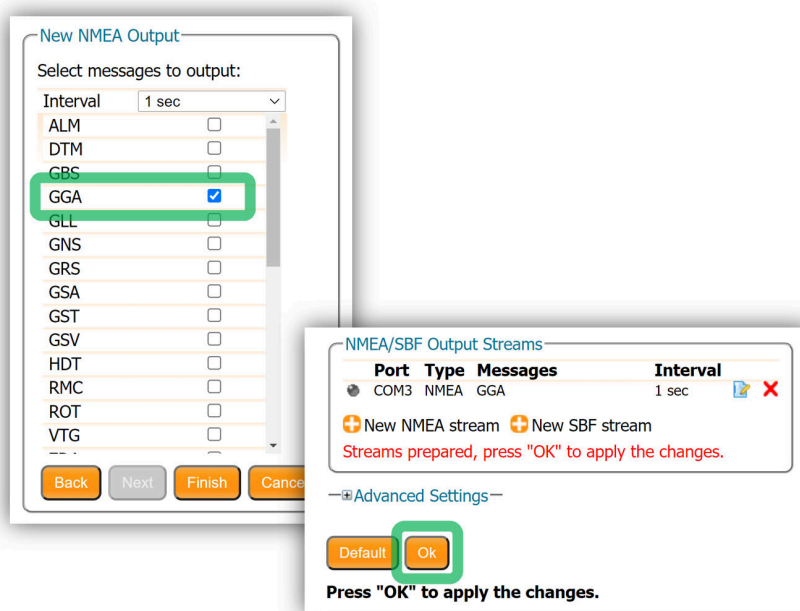 New NMEA Output
Select messages to output:
Interval 1 sec
ALM
DTM
GBS
GGA
GLL
GNS
GRS
GSA
GST
GSV
HDT
RMC
ROT
VTG
Back Next Finish Cance
NMEA/SBF Output Streams
Port Type Messages Interval
COM3 NMEA GGA 1 sec
New NMEA stream New SBF stream
Streams prepared, press "OK" to apply the changes.
Advanced Settings
Default Ok
Press "OK" to apply the changes.